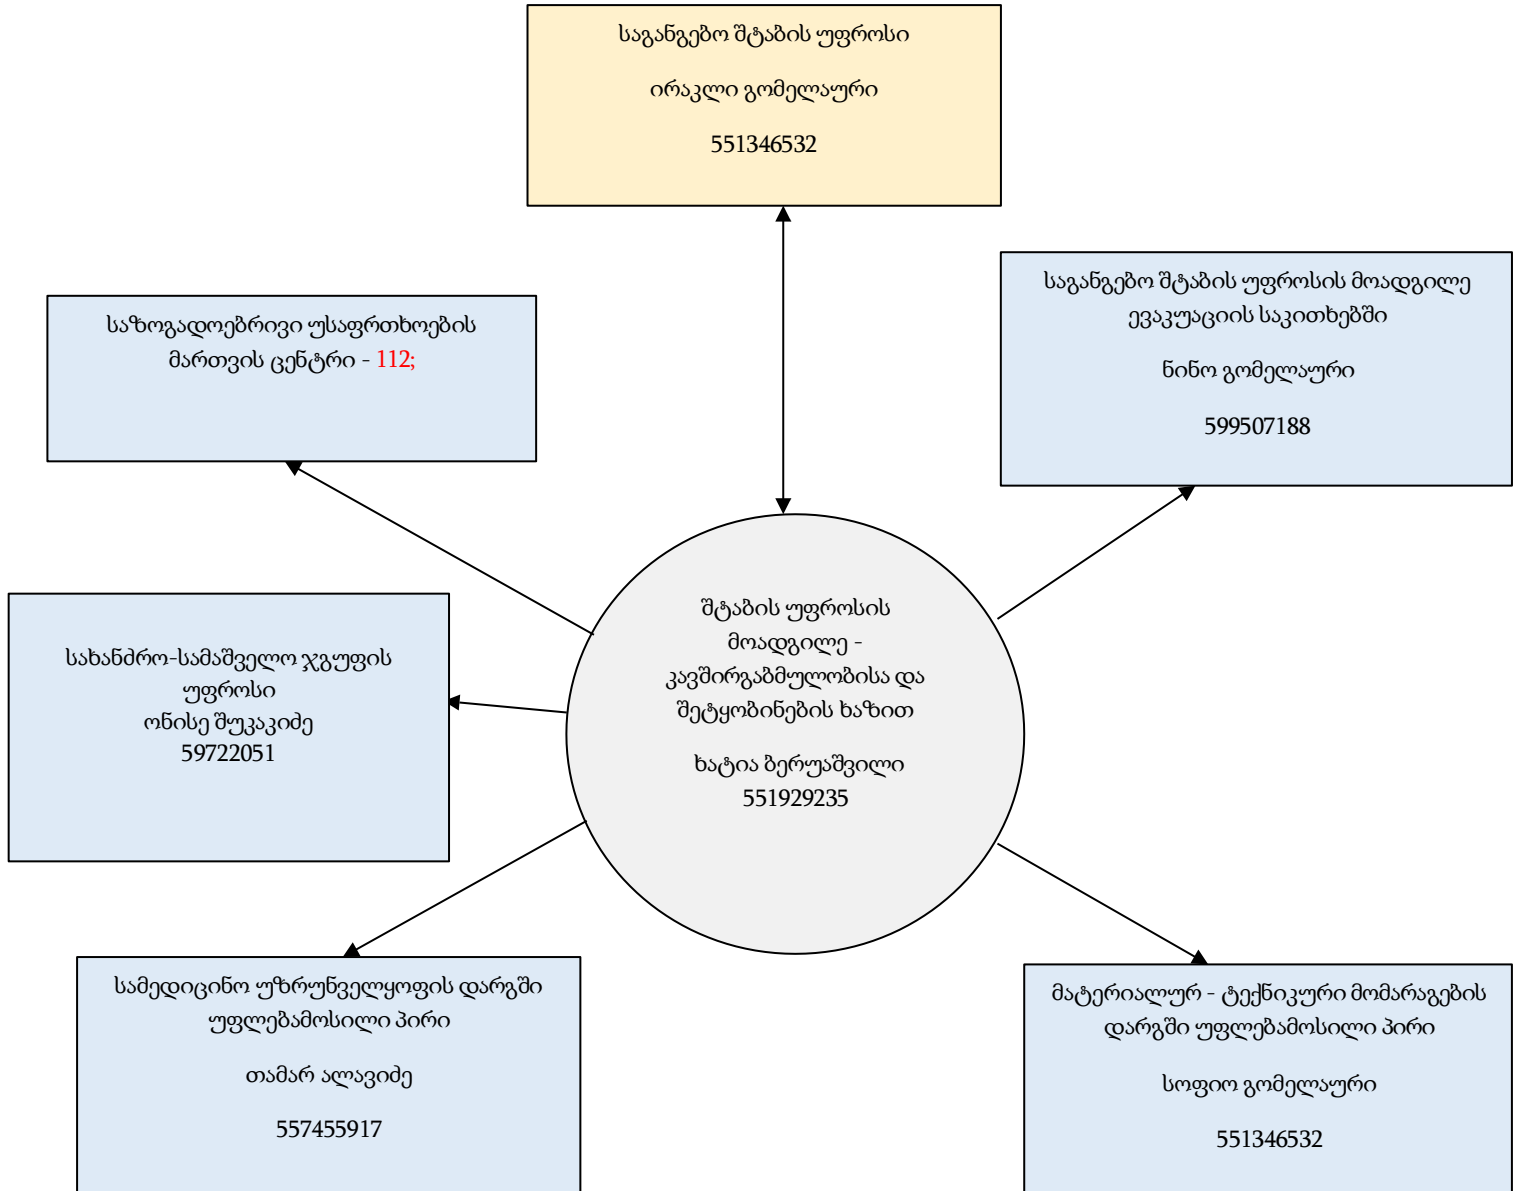 საგანგებო შტაბის უფროსი
ირაკლი გომელაური
551346532
საგანგებო შტაბის უფროსის მოადგილე
ევაკუაციის საკითხებში
ნინო გომელაური
599507188
საზოგადოებრივი უსაფრთხოების
მართვის ცენტრი - 112;
შტაბის უფროსის
მოადგილე -
კავშირგაბმულობისა და
შეტყობინების ხაზით
ხატია ბერუაშვილი
551929235
სახანძრო-სამაშველო ჯგუფის
უფროსი
ონისე შუკაკიძე
59722051
სამედიცინო უზრუნველყოფის დარგში
უფლებამოსილი პირი
თამარ ალავიძე
557455917
მატერიალურ - ტექნიკური მომარაგების
დარგში უფლებამოსილი პირი
სოფიო გომელაური
551346532